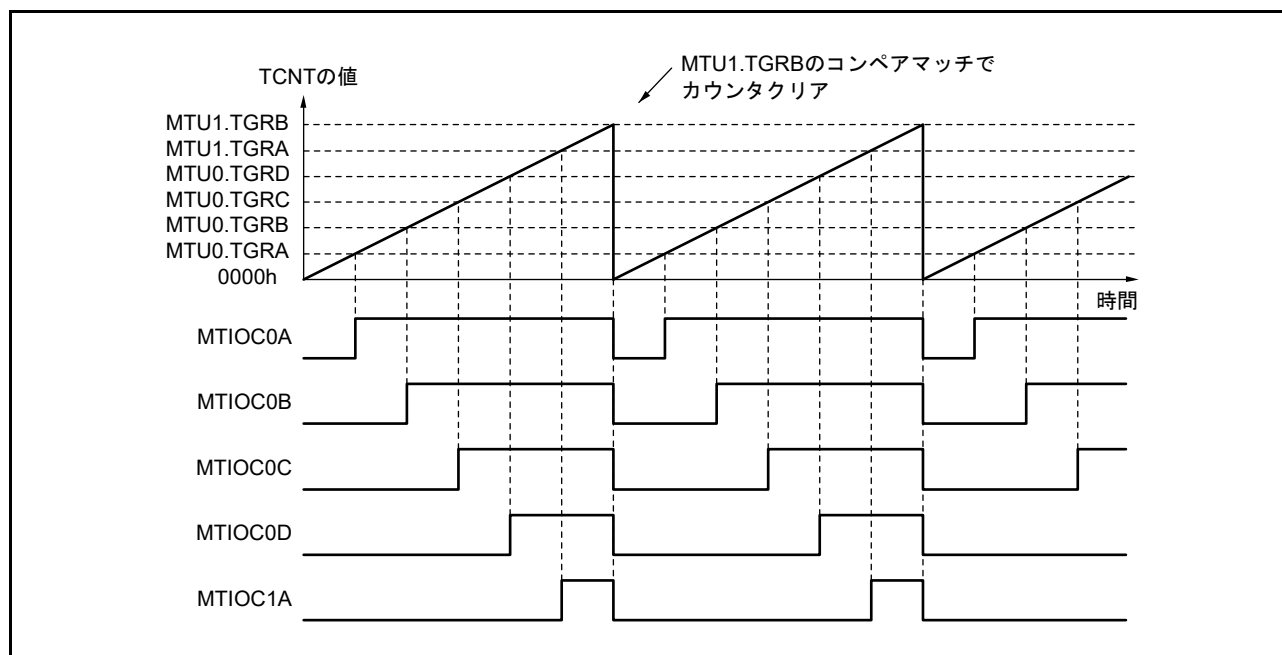 MTU1.TGRBのコンペアマッチで
カウンタクリア
TCNTの値
MTU1.TGRB
MTU1.TGRA
MTU0.TGRD
MTU0.TGRC
MTU0.TGRB
MTU0.TGRA
0000h
時間
MTIOC0A
MTIOC0B
MTIOC0C
MTIOC0D
MTIOC1A